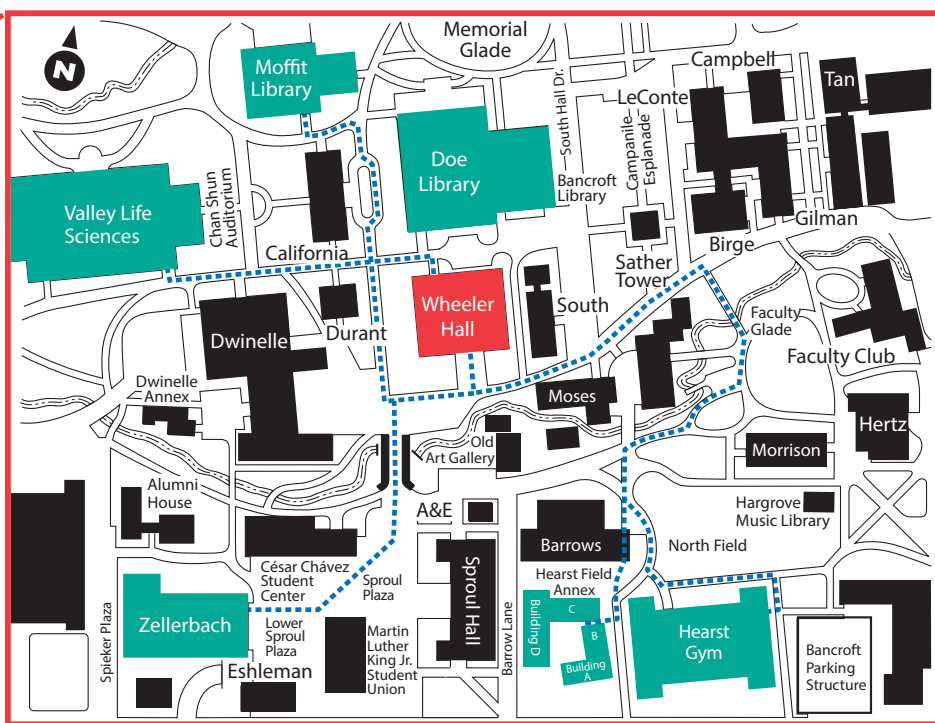 N
Memorial
Glade
Moffit
Library
Campbell
Tan
LeConte
South Hall Dr.
Campanile
Esplanade
Doe
Library
Bancroft
Library
Valley Life
Sciences
Chan Shun
Auditorium
Gilman
Birge
California
Sather
Tower
Wheeler
Hall
South
Durant
Dwinelle
Faculty
Glade
Faculty Club
Dwinelle
Annex
Moses
Hertz
Old
Art Gallery
Morrison
Alumni
House
A&E
Hargrove
Music Library
Barrows
North Field
César Chávez
Student
Center
Sproul
Plaza
Sproul Hall
Hearst Field
Annex
C
B
Building D
Building
A
Zellerbach
Lower
Sproul
Plaza
Martin
Luther
King Jr.
Student
Union
Barrow Lane
Hearst
Gym
Spieker Plaza
Eshleman
Bancroft
Parking
Structure